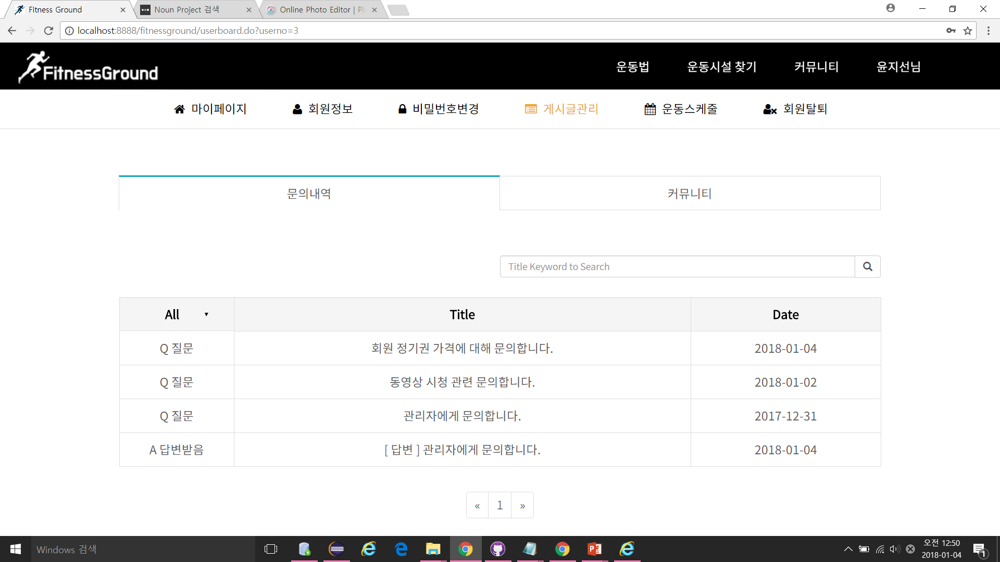 Fitness Ground
Noun Project 검색
Online Photo Editor | Pi
localhost:8888/fitnessground/userboard.do?userno=3
FitnessGround
운동법 운동시설 찾기 커뮤니티 윤지선님
마이페이지 회원정보 비밀번호변경 게시글관리 운동스케줄 회원탈퇴
문의내역 커뮤니티
Title Keyword to Search
All Title Date
Q 질문 회원 정기권 가격에 대해 문의합니다. 2018-01-04
Q 질문 동영상 시청 관련 문의합니다. 2018-01-02
Q 질문 관리자에게 문의합니다. 2017-12-31
A 답변받음 [ 답변 ] 관리자에게 문의합니다. 2018-01-04
« 1 »
Windows 검색
오전 12:50
2018-01-04
1